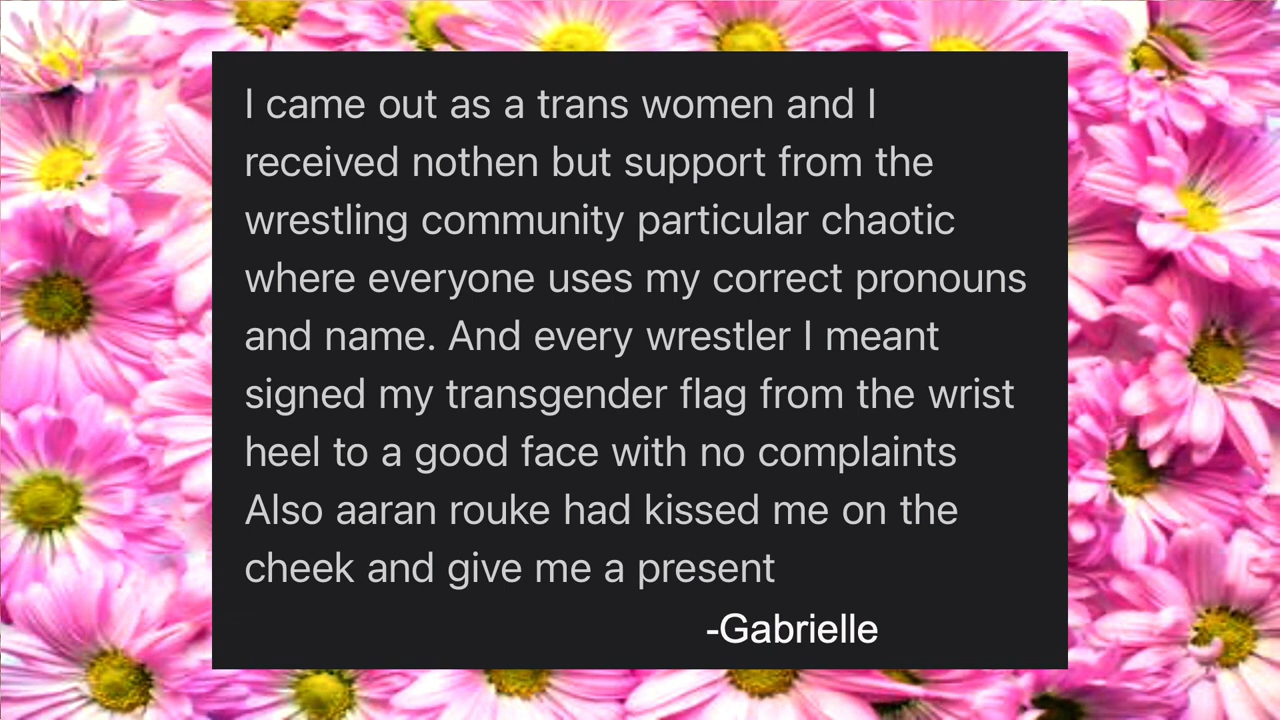 I came out as a trans women and I
received nothen but support from the
wrestling community particular chaotic
where everyone uses my correct pronouns
and name. And every wrestler I meant
signed my transgender flag from the wrist
heel to a good face with no complaints
Also aaran rouke had kissed me on the
cheek and give me a present
-Gabrielle